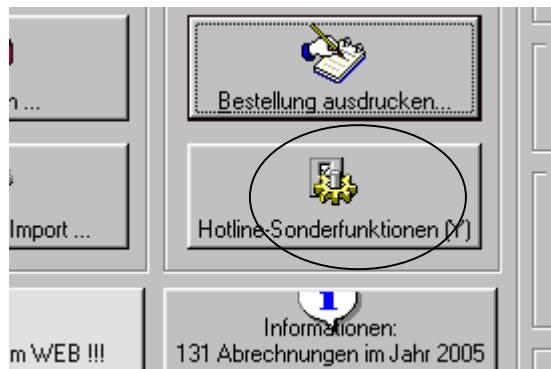 n ...
Bestellung ausdrucken...
Import ...
Hotline-Sonderfunktionen (Y)
m WEB !!!
Informationen:
131 Abrechnungen im Jahr 2005